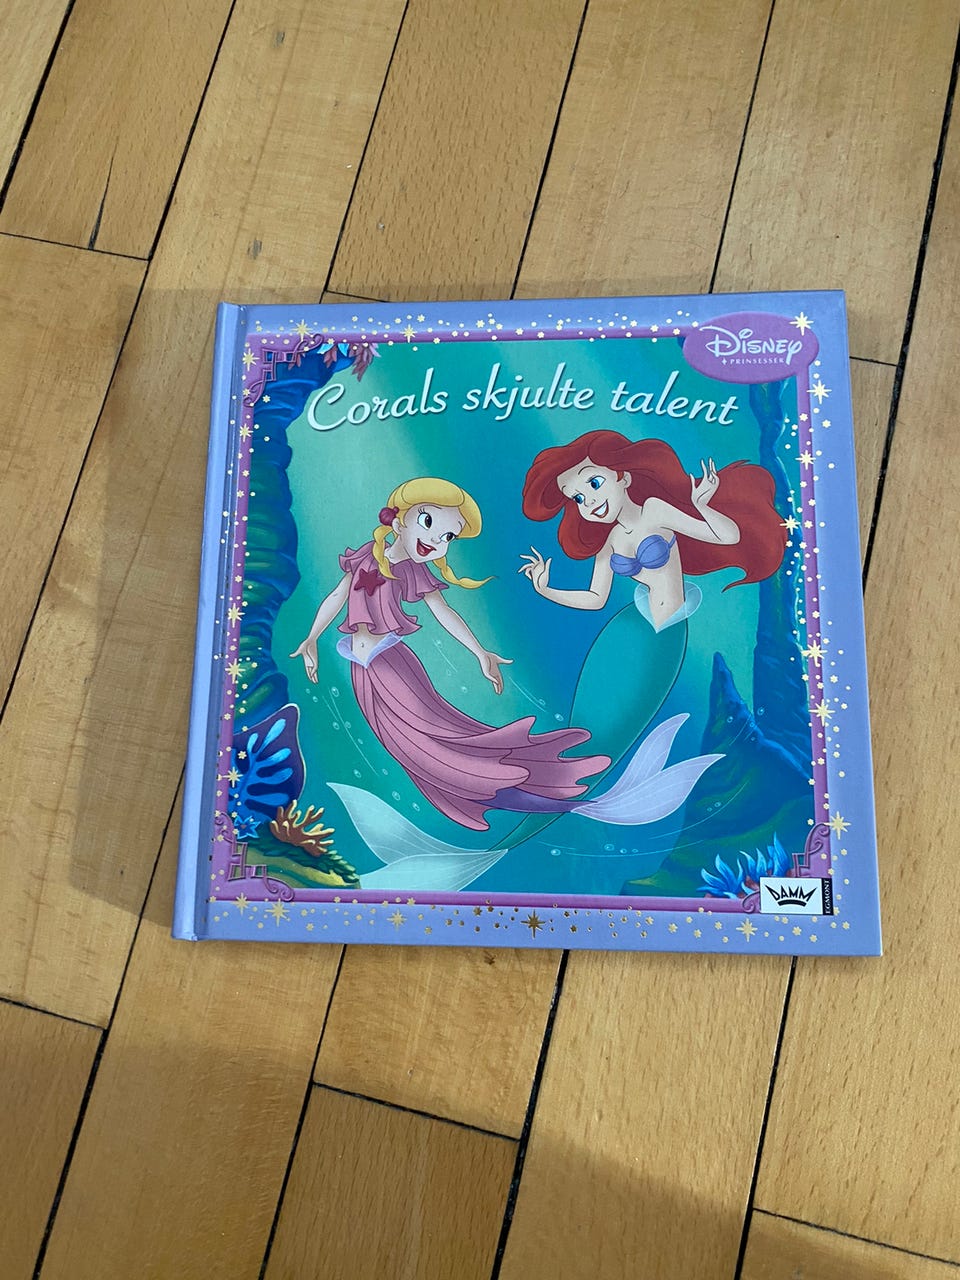 Disney
PRINSESSER
Corals skjulte talent
DAMM
EGMONT